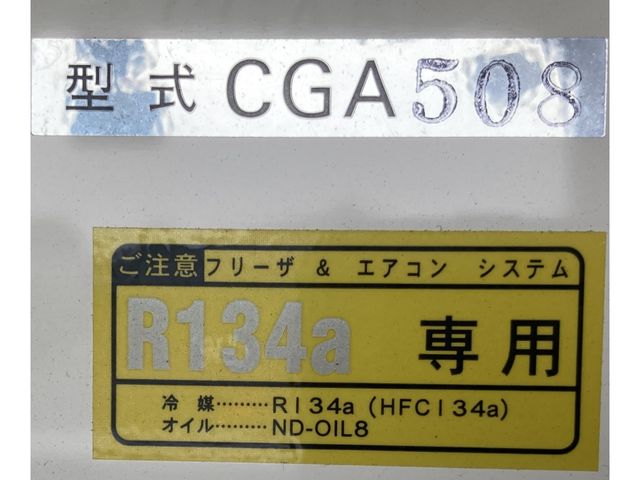 型式 CGA508
ご注意 フリーザ & エアコン システム
R134a 専用
冷媒………R134a (HFC134a)
オイル………ND-OIL8